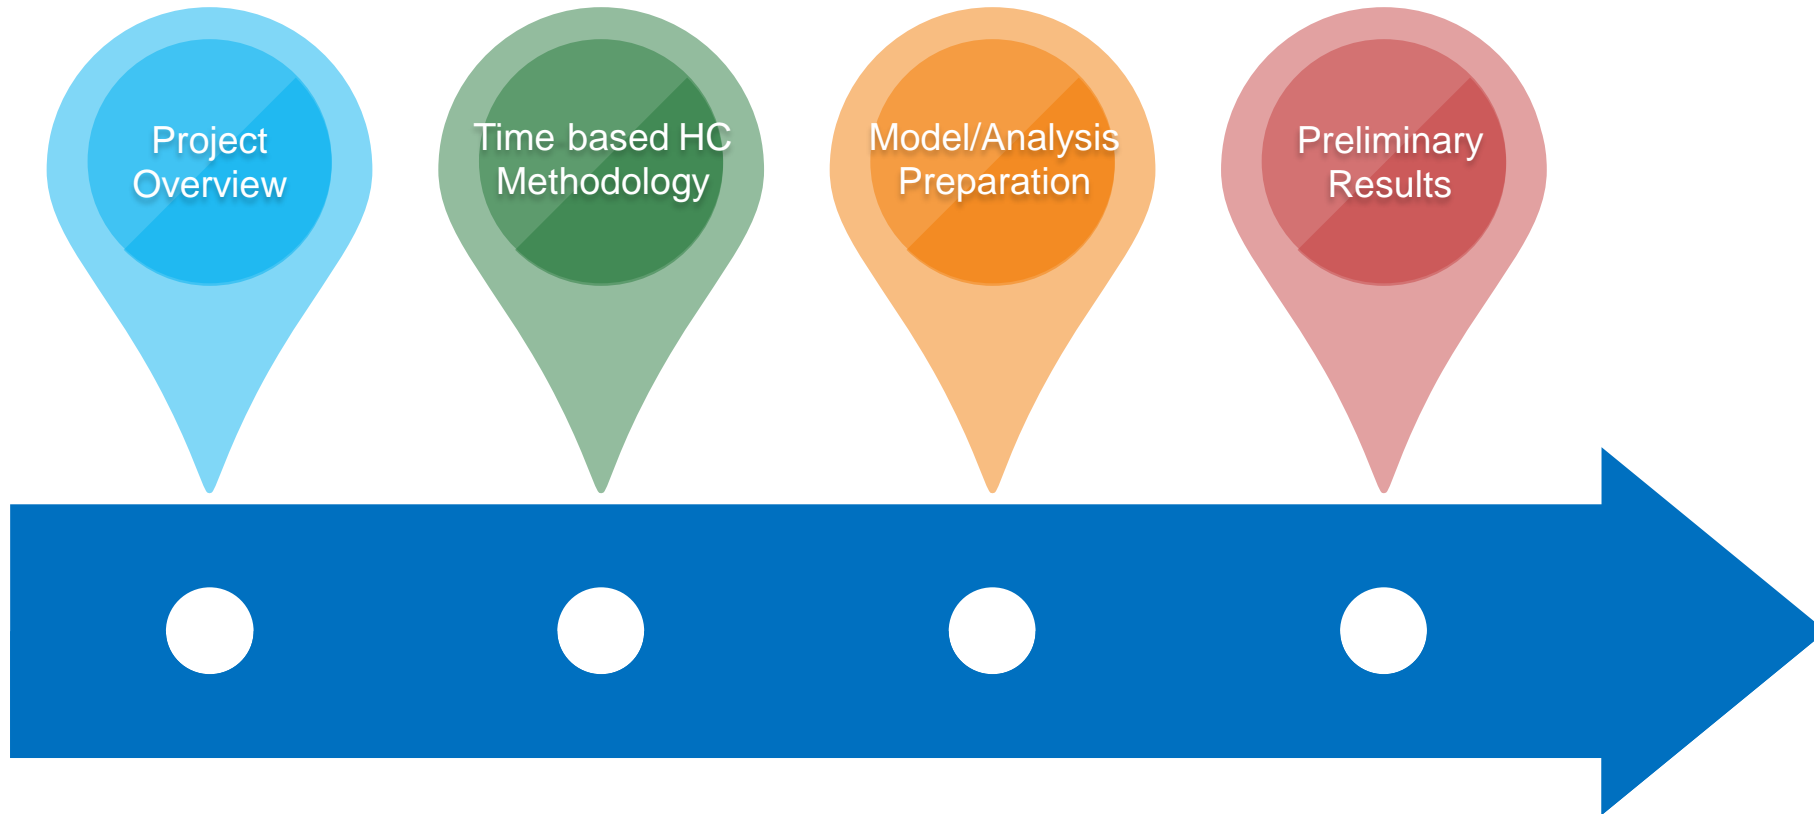 Project
Overview
Time based HC
Methodology
Model/Analysis
Preparation
Preliminary
Results